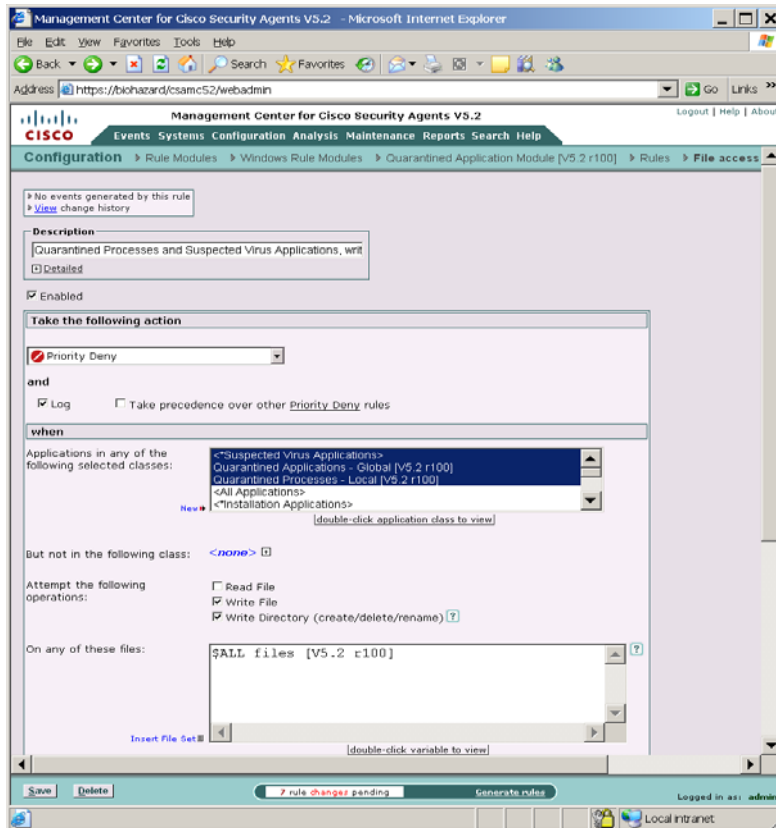 Management Center for Cisco Security Agents V5.2 - Microsoft Internet Explorer
File Edit View Favorites Tools Help
Back Search Favorites
Address https://biohazard/csamc52/webadmin Go Links »
Management Center for Cisco Security Agents V5.2
Logout | Help | About
CISCO
Events Systems Configuration Analysis Maintenance Reports Search Help
Configuration Rule Modules Windows Rule Modules Quarantined Application Module [V5.2 r100] Rules File access
No events generated by this rule
View change history
Description
Quarantined Processes and Suspected Virus Applications, writ
Detailed
Enabled
Take the following action
Priority Deny
and
Log Take precedence over other Priority Deny rules
when
Applications in any of the
following selected classes:
<*Suspected Virus Applications>
Quarantined Applications - Global [V5.2 r100]
Quarantined Processes - Local [V5.2 r100]
<All Applications>
<*Installation Applications>
New
[double-click application class to view]
But not in the following class: <none>
Attempt the following
operations:
Read File
Write File
Write Directory (create/delete/rename) ?
On any of these files:
$ALL files [V5.2 r100]
?
Insert File Set
[double-click variable to view]
Save Delete 7 rule changes pending Generate rules Logged in as: admin
Local intranet